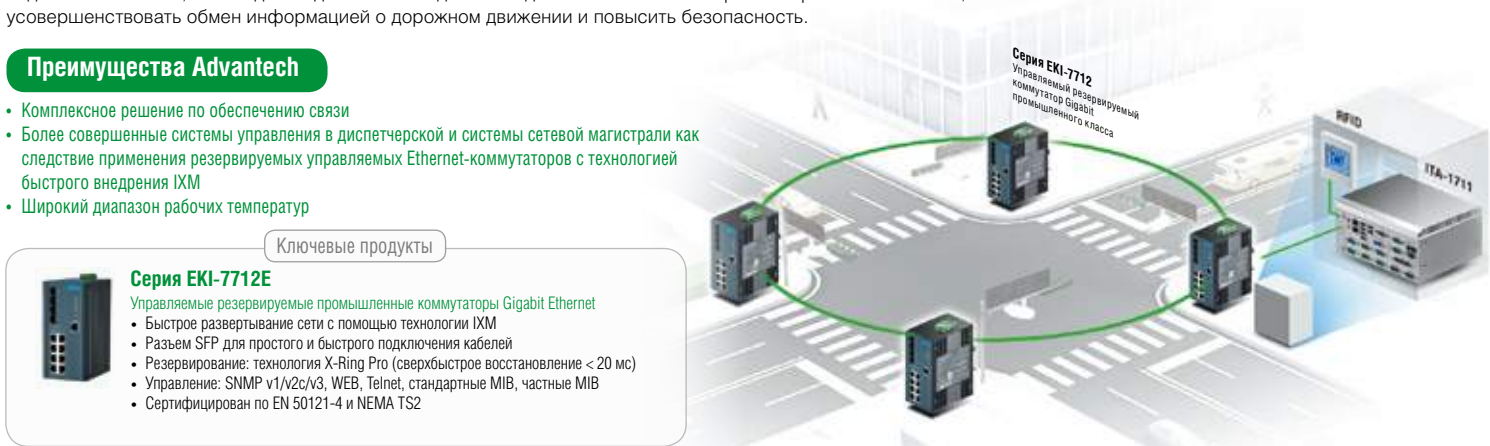 усовершенствовать обмен информацией о дорожном движении и повысить безопасность.
Преимущества Advantech
• Комплексное решение по обеспечению связи
• Более совершенные системы управления в диспетчерской и системы сетевой магистрали как
следствие применения резервируемых управляемых Ethernet-коммутаторов с технологией
быстрого внедрения IXM
• Широкий диапазон рабочих температур
Ключевые продукты
Серия EKI-7712E
Управляемые резервируемые промышленные коммутаторы Gigabit Ethernet
• Быстрое развертывание сети с помощью технологии IXM
• Разъем SFP для простого и быстрого подключения кабелей
• Резервирование: технология X-Ring Pro (сверхбыстрое восстановление < 20 мс)
• Управление: SNMP v1/v2c/v3, WEB, Telnet, стандартные MIB, частные MIB
• Сертифицирован по EN 50121-4 и NEMA TS2
Серия EKI-7712
Управляемый резервируемый
коммутатор Gigabit
промышленного класса
RFID
ITA-1711